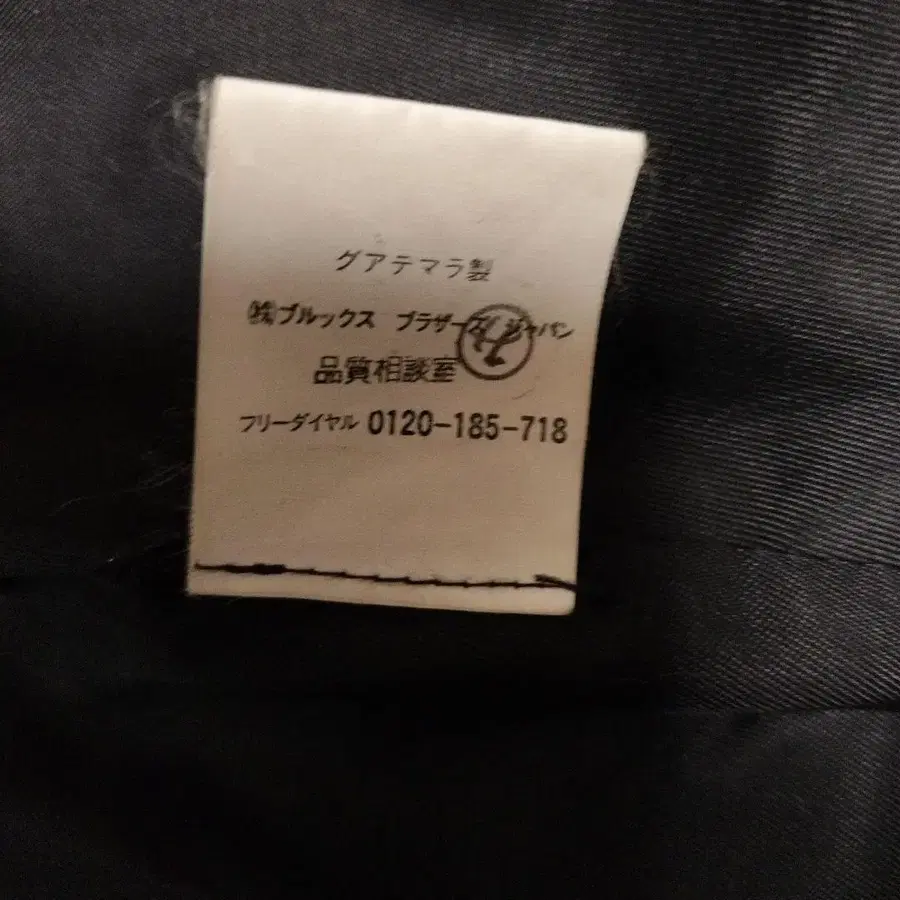 グアテマラ製
㈱ブルックス ブラザーズ ジャパン
品質相談室
フリーダイヤル 0120-185-718